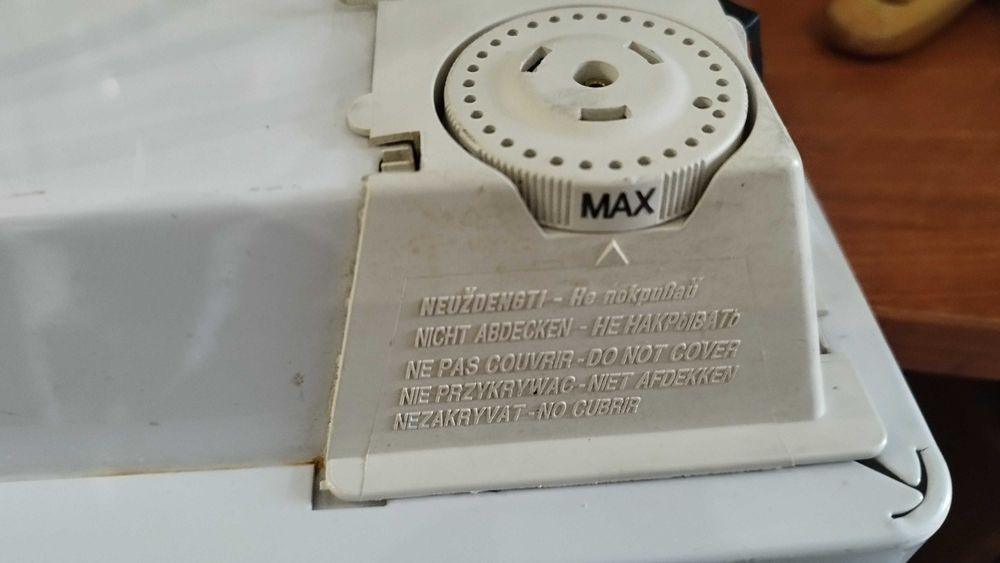 MAX
NEUŽDENGTI - Не покривай
NICHT ABDECKEN - НЕ НАКРЫВАТЬ
NE PAS COUVRIR - DO NOT COVER
NIE PRZYKRYWAC - NIET AFDEKKEN
NEZAKRYVAT - NO CUBRIR